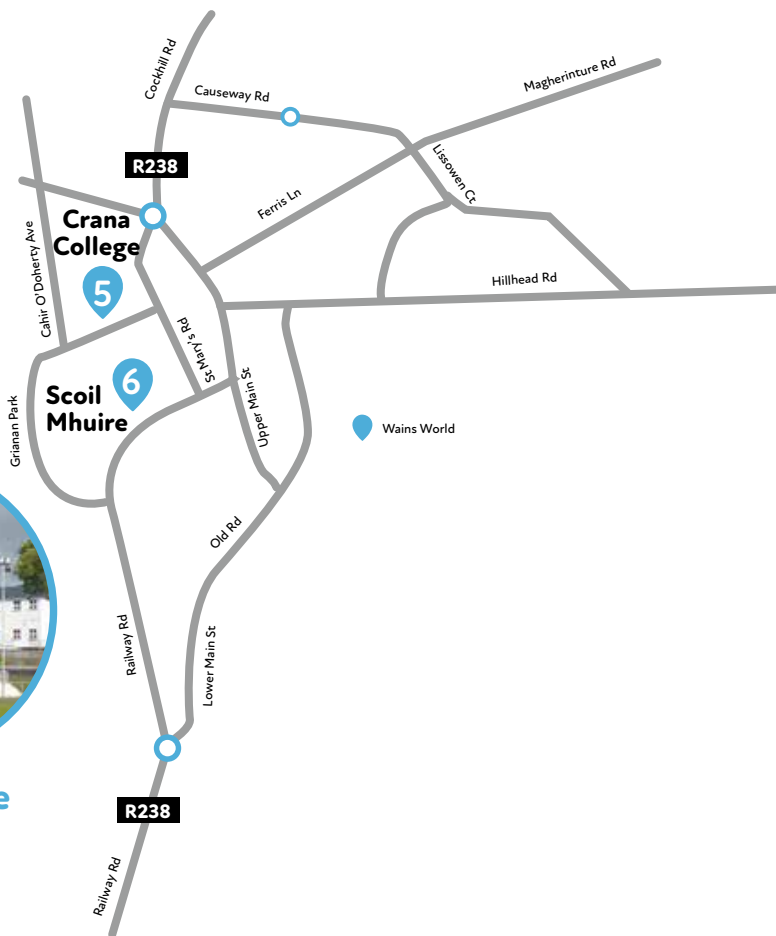 Cockhill Rd
Causeway Rd
Magherinture Rd
R238
Lissowen Ct
Ferris Ln
Crana
College
Cahir O'Doherty Ave
5
Hillhead Rd
St Mary's Rd
6
Scoil
Mhuire
Upper Main St
Grianan Park
Wains World
Old Rd
Railway Rd
Lower Main St
e
R238
Railway Rd